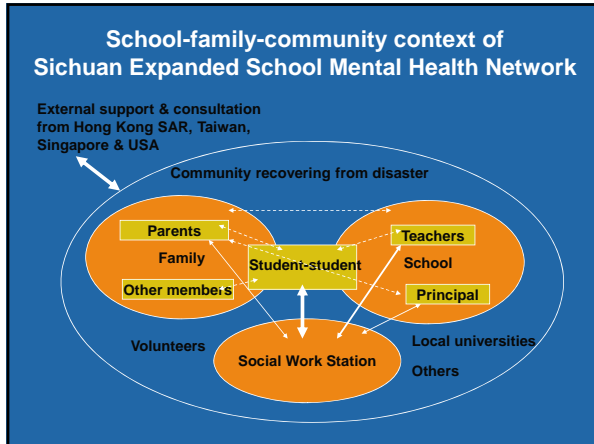 School-family-community context of
Sichuan Expanded School Mental Health Network
External support & consultation
from Hong Kong SAR, Taiwan,
Singapore & USA
Community recovering from disaster
Parents
Teachers
Family
Student-student
School
Other members
Principal
Volunteers
Social Work Station
Local universities
Others